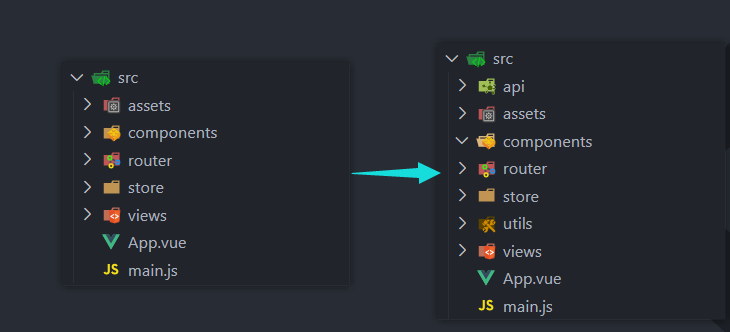 src
assets
components
router
store
views
App.vue
JS main.js
src
api
assets
components
router
store
utils
views
App.vue
JS main.js